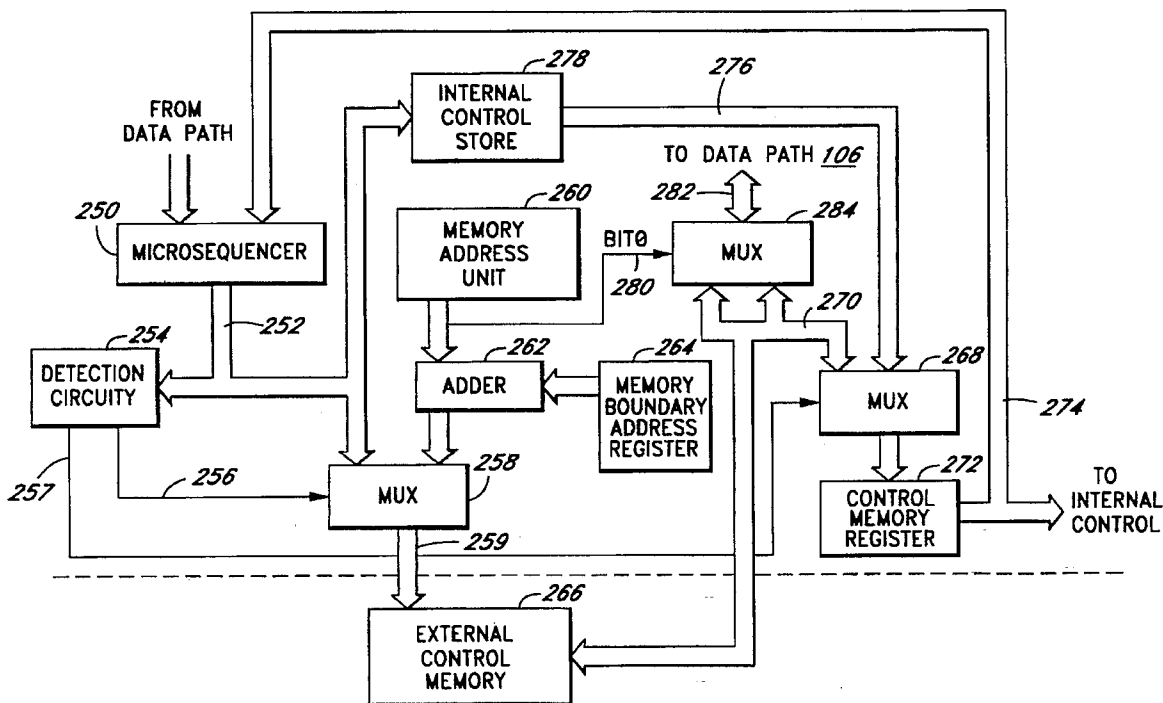 278
276
INTERNAL
CONTROL
STORE
FROM
DATA PATH
TO DATA PATH 106
282
284
260
250
MICROSEQUENCER
MEMORY
ADDRESS
UNIT
BIT0
280
MUX
252
270
254
DETECTION
CIRCUITY
262
ADDER
264
MEMORY
BOUNDARY
ADDRESS
REGISTER
268
MUX
274
257
256
258
MUX
272
CONTROL
MEMORY
REGISTER
TO
INTERNAL
CONTROL
259
266
EXTERNAL
CONTROL
MEMORY